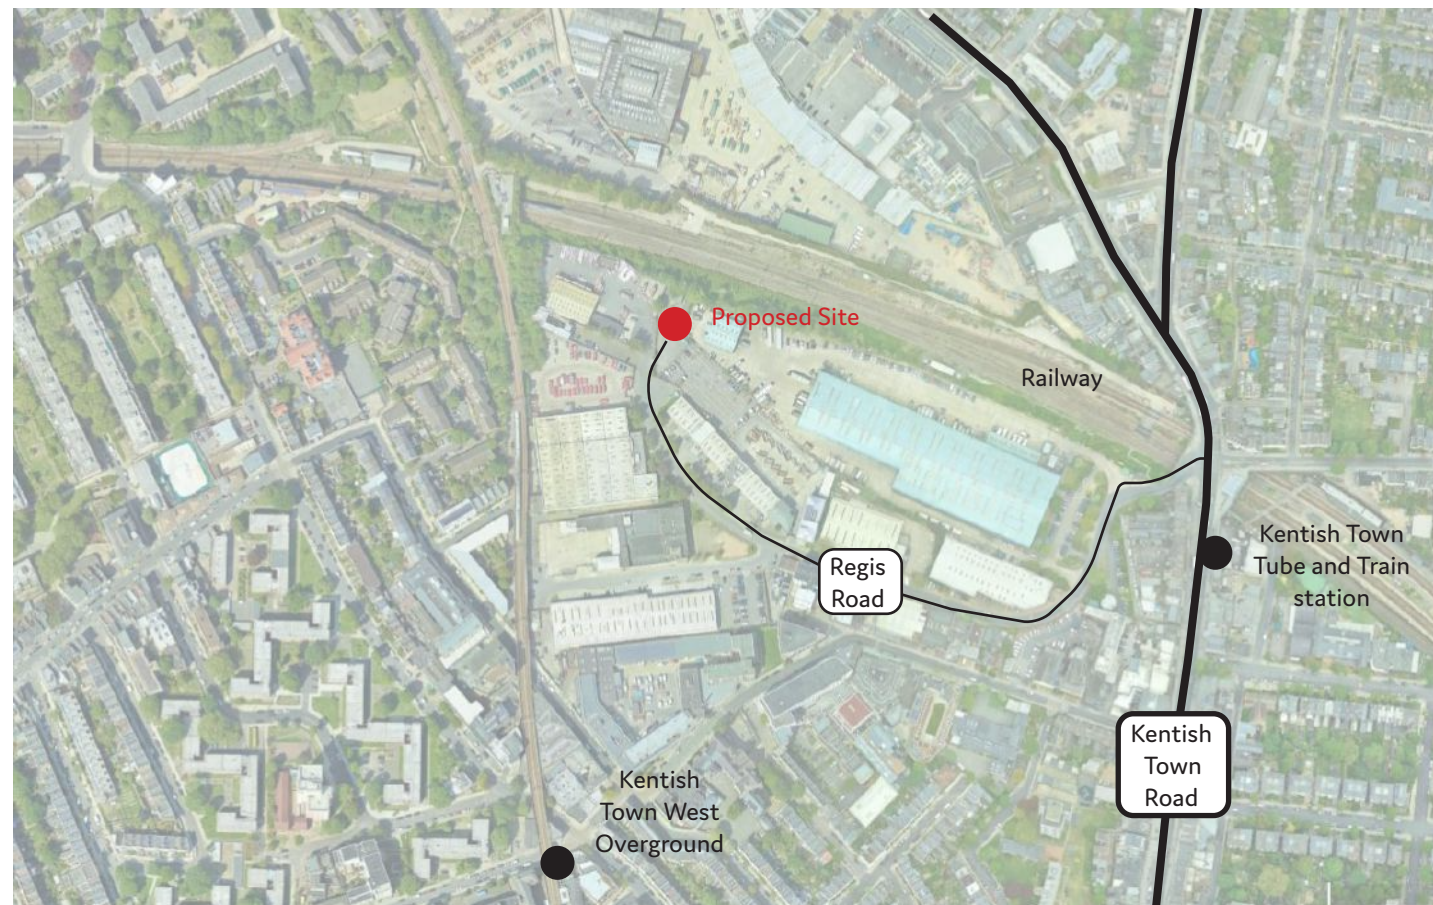 Proposed Site
Railway
Kentish Town
Tube and Train
station
Regis
Road
Kentish
Town
Road
Kentish
Town West
Overground